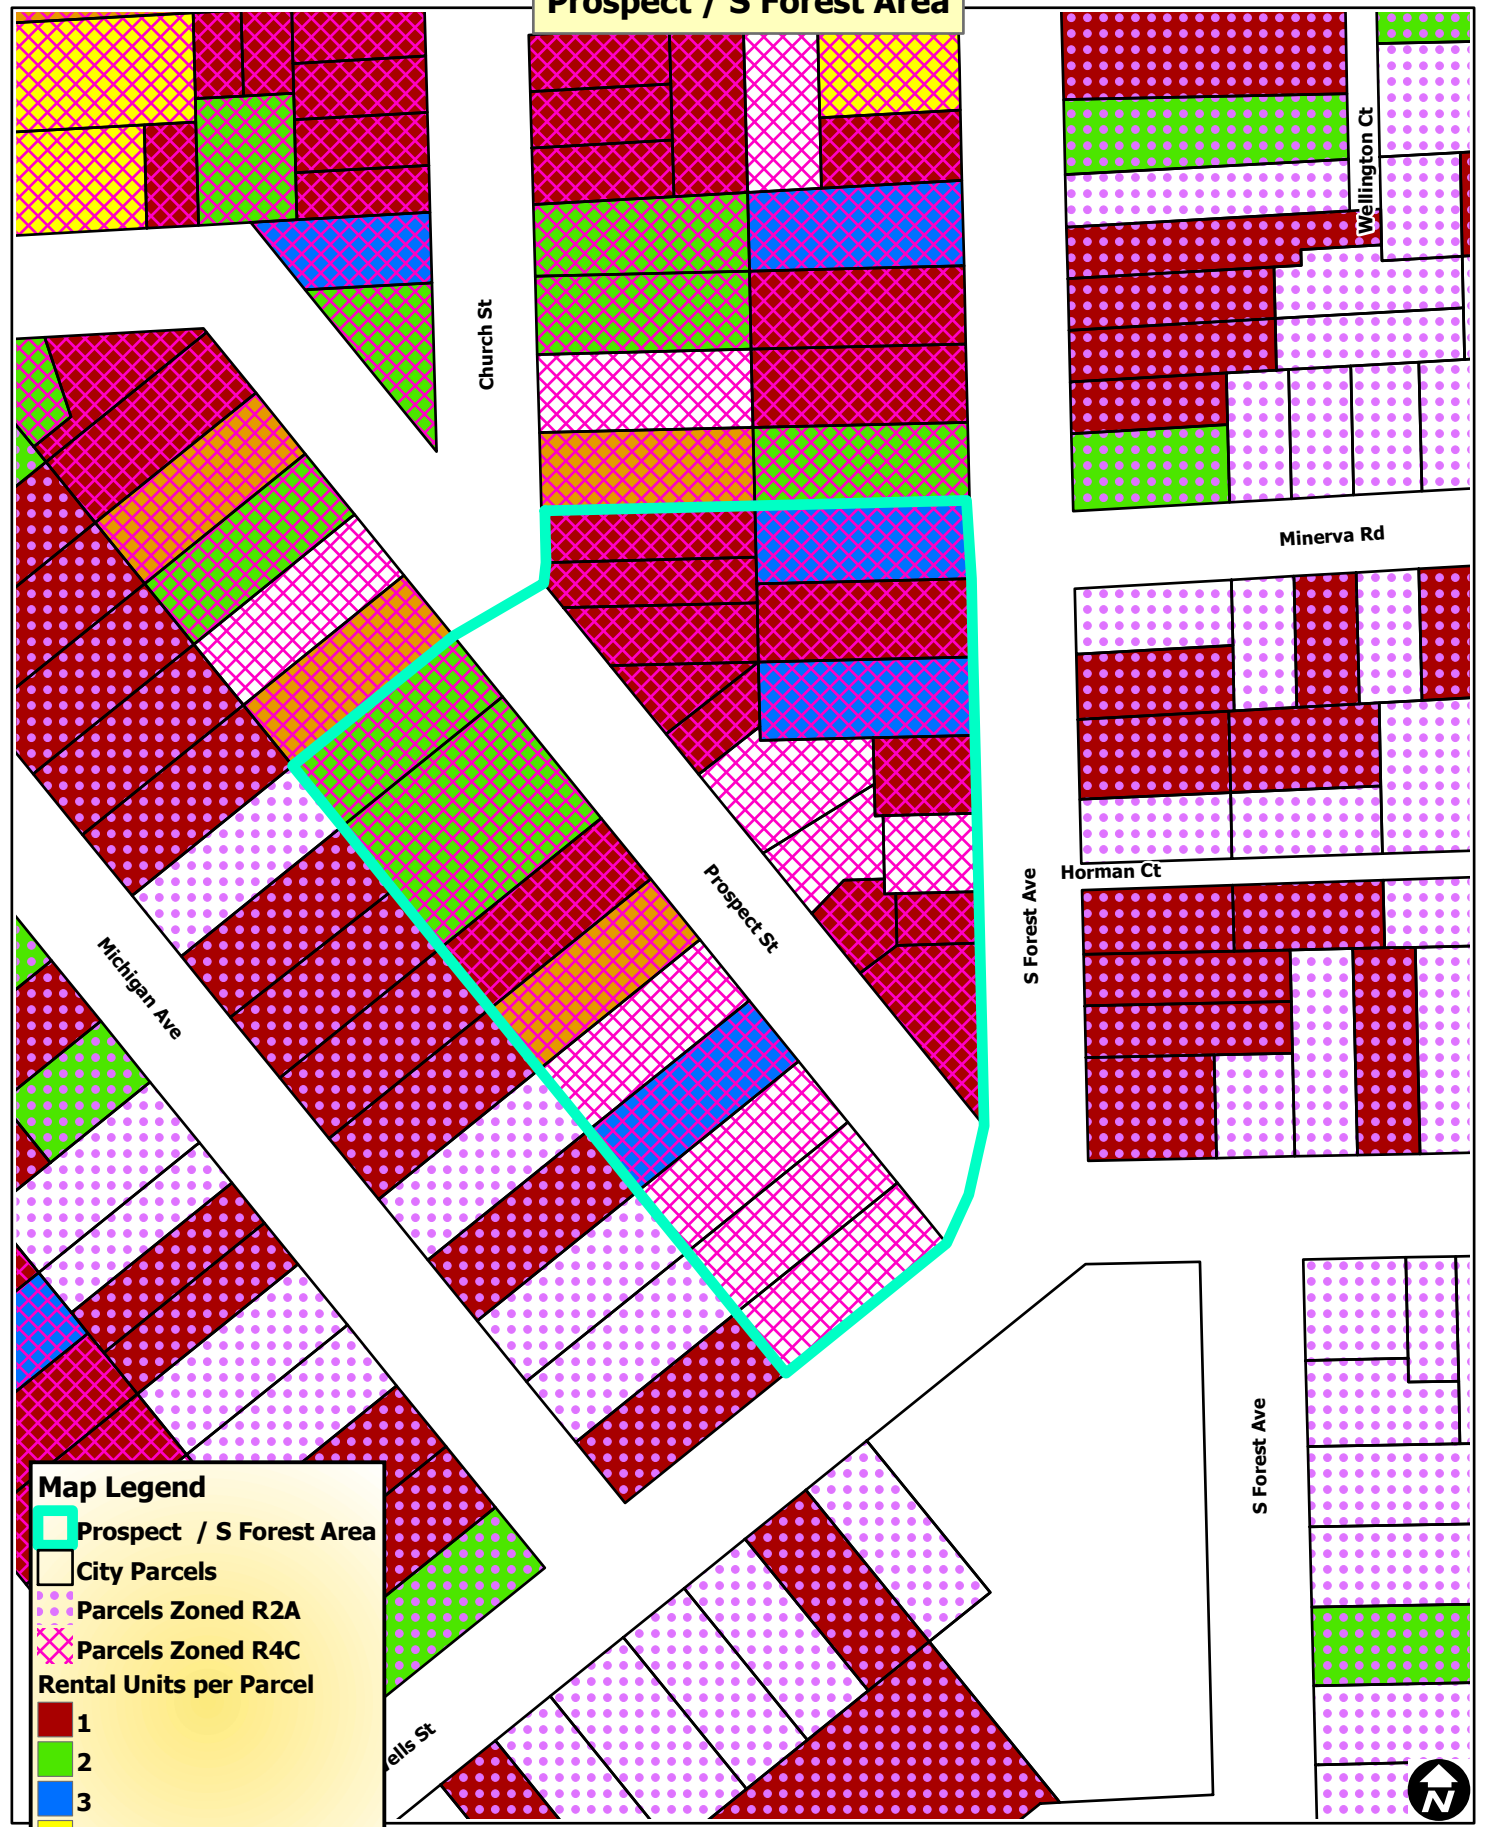 Prospect / S Forest Area
Wellington Ct
Church St
Minerva Rd
Horman Ct
Prospect St
S Forest Ave
Michigan Ave
S Forest Ave
Map Legend
Prospect / S Forest Area
City Parcels
Parcels Zoned R2A
Parcels Zoned R4C
Rental Units per Parcel
1
2
3
ells St
N